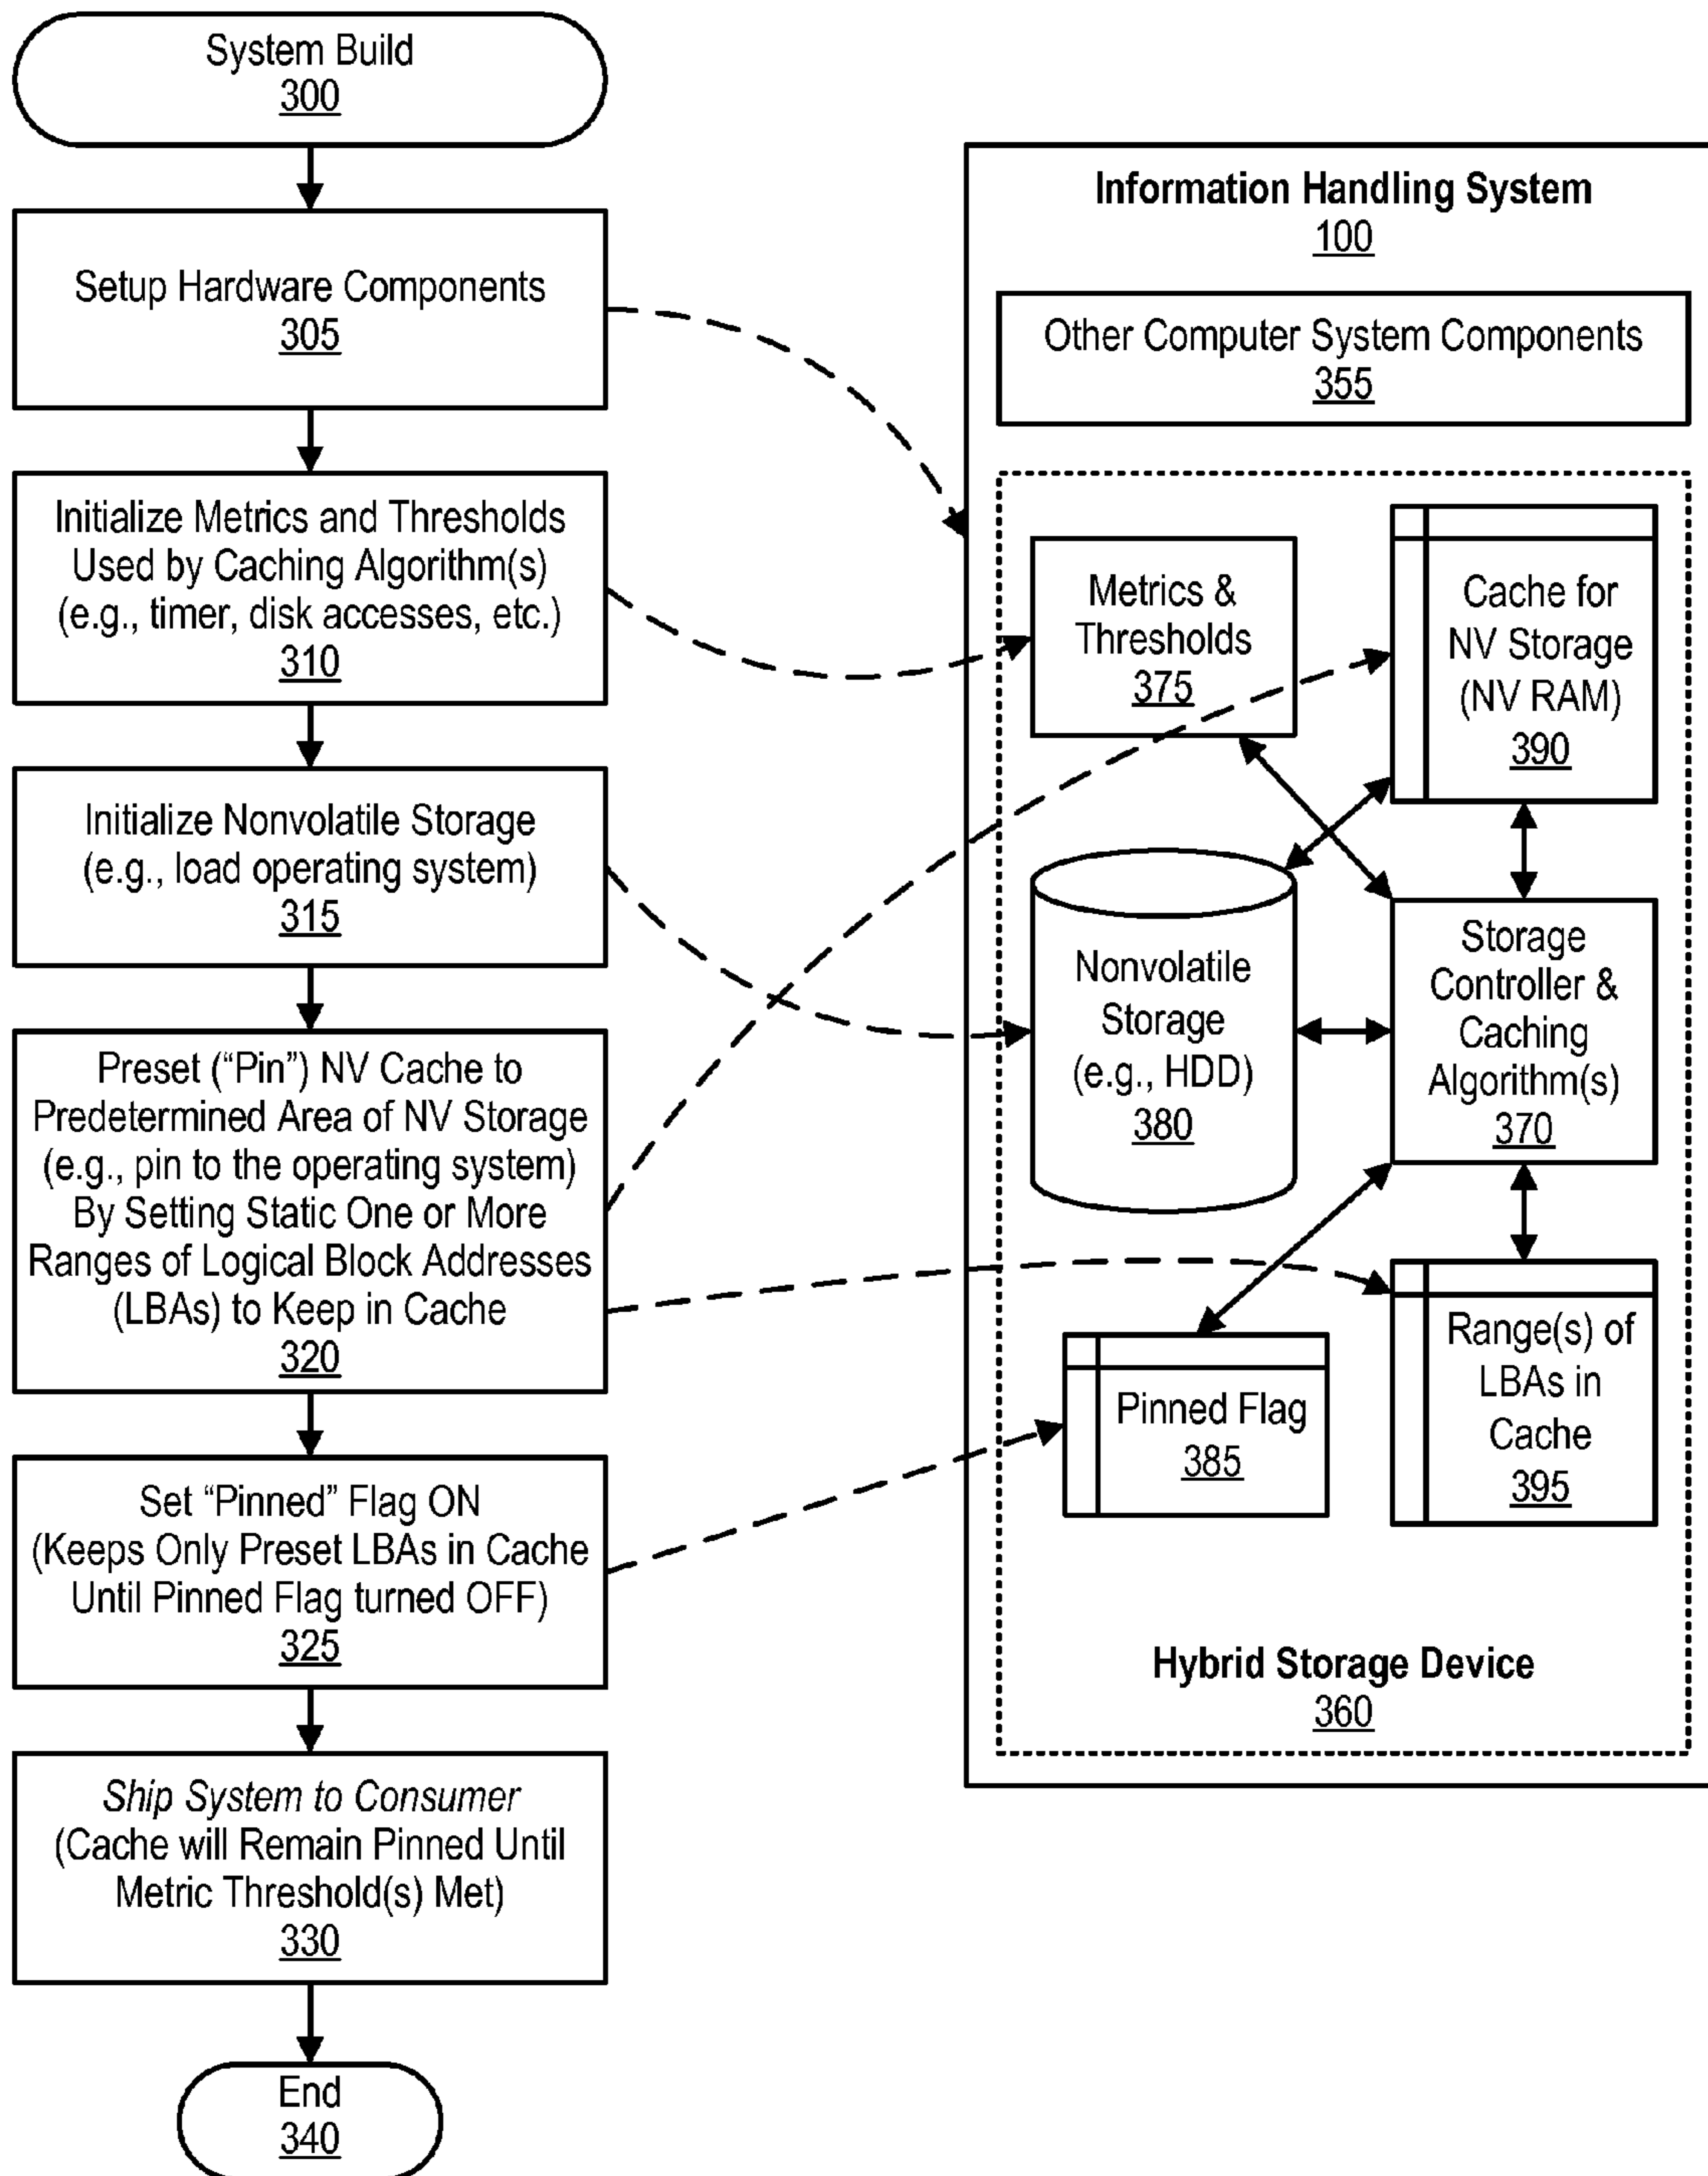 System Build
300
Setup Hardware Components
305
Initialize Metrics and Thresholds
Used by Caching Algorithm(s)
(e.g., timer, disk accesses, etc.)
310
Initialize Nonvolatile Storage
(e.g., load operating system)
315
Preset (“Pin”) NV Cache to
Predetermined Area of NV Storage
(e.g., pin to the operating system)
By Setting Static One or More
Ranges of Logical Block Addresses
(LBAs) to Keep in Cache
320
Set “Pinned” Flag ON
(Keeps Only Preset LBAs in Cache
Until Pinned Flag turned OFF)
325
Ship System to Consumer
(Cache will Remain Pinned Until
Metric Threshold(s) Met)
330
End
340
Information Handling System
100
Other Computer System Components
355
Metrics &
Thresholds
375
Cache for
NV Storage
(NV RAM)
390
Nonvolatile
Storage
(e.g., HDD)
380
Storage
Controller &
Caching
Algorithm(s)
370
Pinned Flag
385
Range(s) of
LBAs in
Cache
395
Hybrid Storage Device
360